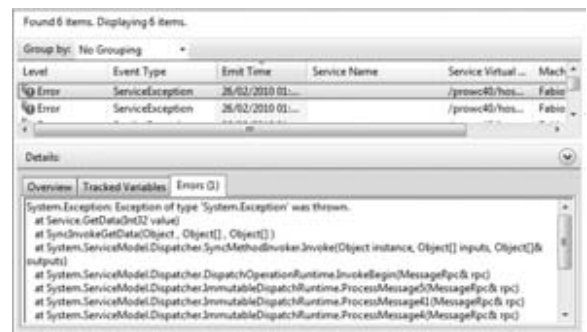 Found 6 items. Displaying 6 items.
Group by: No Grouping
Level Event Type Emit Time Service Name Service Virtual ... Mach
Error ServiceException 26/02/2010 01:... /prowc40/hos... Fabio
Error ServiceException 26/02/2010 01:... /prowc40/hos... Fabio
Details:
Overview Tracked Variables Errors (1)
System.Exception: Exception of type 'System.Exception' was thrown.
at Service.GetData(Int32 value)
at SyncInvokeGetData(Object , Object[] , Object[] )
at System.ServiceModel.Dispatcher.SyncMethodInvoker.Invoke(Object instance, Object[] inputs, Object[]&
outputs)
at System.ServiceModel.Dispatcher.DispatchOperationRuntime.InvokeBegin(MessageRpc& rpc)
at System.ServiceModel.Dispatcher.ImmutableDispatchRuntime.ProcessMessage5(MessageRpc& rpc)
at System.ServiceModel.Dispatcher.ImmutableDispatchRuntime.ProcessMessage41(MessageRpc& rpc)
at System.ServiceModel.Dispatcher.ImmutableDispatchRuntime.ProcessMessage4(MessageRpc& rpc)